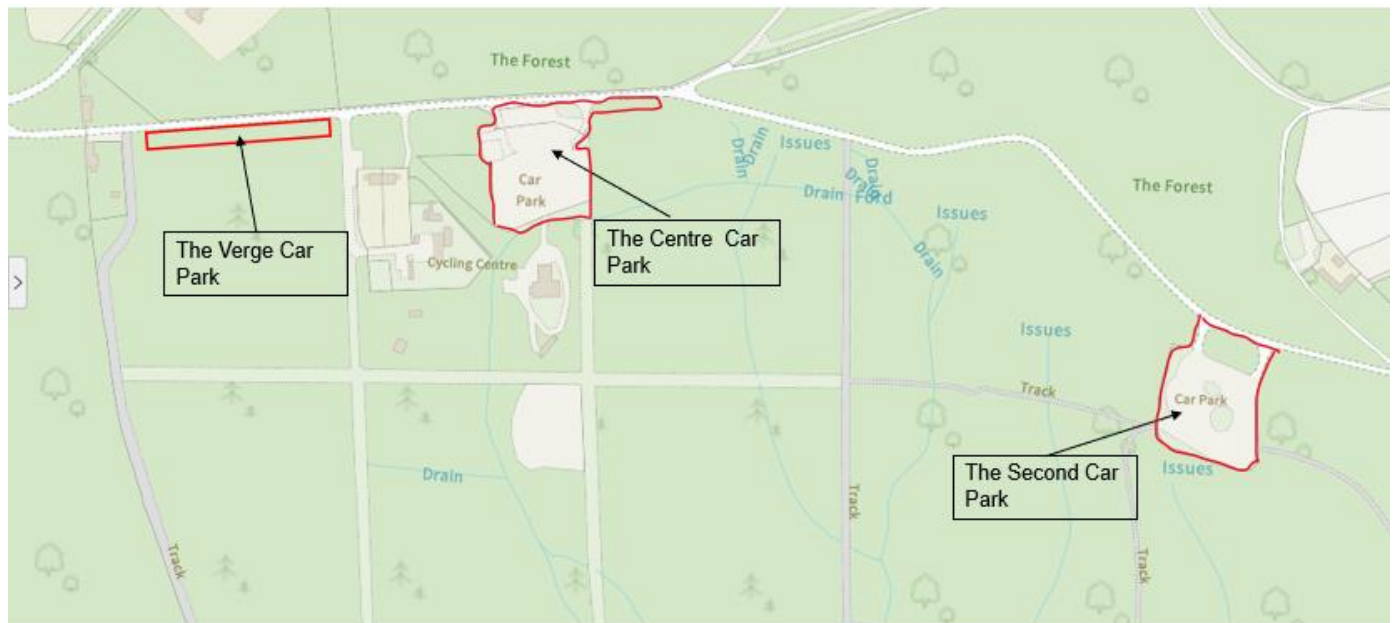 The Forest
Drain
Drain
Issues
Drain
Drain
Drain Ford
The Forest
Issues
Car
Park
The Verge Car
Park
The Centre Car
Park
Cycling Centre
Drain
Issues
Track
Car Park
The Second Car
Park
Issues
Drain
Track
Track
Track